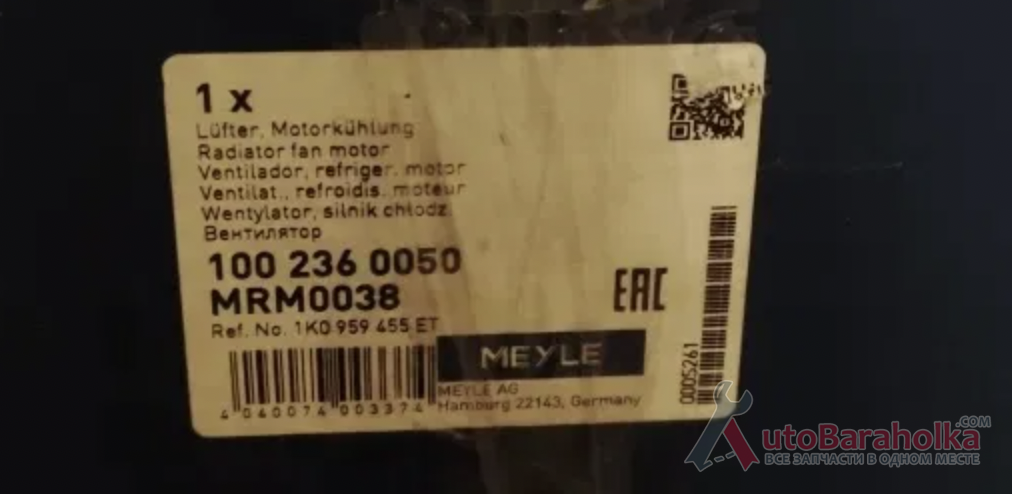 1 x
Lüfter, Motorkühlung
Radiator fan motor
Ventilador, refriger. motor
Ventilat., refroidis. moteur
Wentylator, silnik chłodz.
Вентилятор
100 236 0050
MRM0038
Ref. No. 1K0 959 455 ET
EAC
MEYLE
MEYLE AG
Hamburg 22143, Germany
4 040074 003374
0005261
AutoBaraholka.COM
ВСЕ ЗАПЧАСТИ В ОДНОМ МЕСТЕ